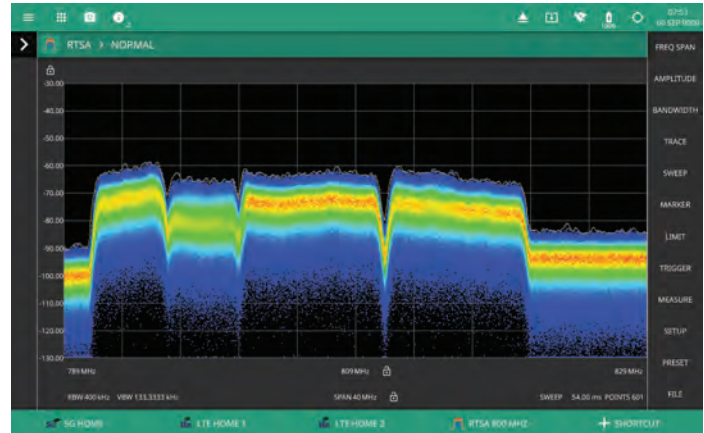 07:53
RTSA > NORMAL
FREQ SPAN
-30.00
AMPLITUDE
-40.00
BANDWIDTH
-50.00
TRACE
-60.00
SWEEP
-70.00
MARKER
-80.00
LIMIT
-90.00
TRIGGER
-100.00
MEASURE
-110.00
SETUP
-120.00
PRESET
-130.00
789 MHz 809 MHz 829 MHz
FILE
RBW 400 kHz VBW 133.3333 kHz SPAN 40 MHz SWEEP 54.00 ms POINTS 601
5G HOME LTE HOME 1 LTE HOME 2 RTSA 800 MHZ SHORTCUT